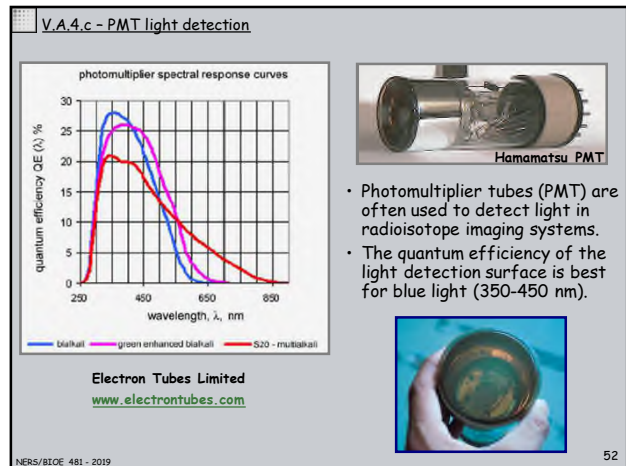 V.A.4.c – PMT light detection
photomultiplier spectral response curves
quantum efficiency QE (λ) %
30
25
20
15
10
5
0
250 450 650 850
wavelength, λ, nm
bialkali green enhanced bialkali S20 - multialkali
Electron Tubes Limited
www.electrontubes.com
Hamamatsu PMT
• Photomultiplier tubes (PMT) are
often used to detect light in
radioisotope imaging systems.
• The quantum efficiency of the
light detection surface is best
for blue light (350-450 nm).
NERS/BIOE 481 - 2019
52